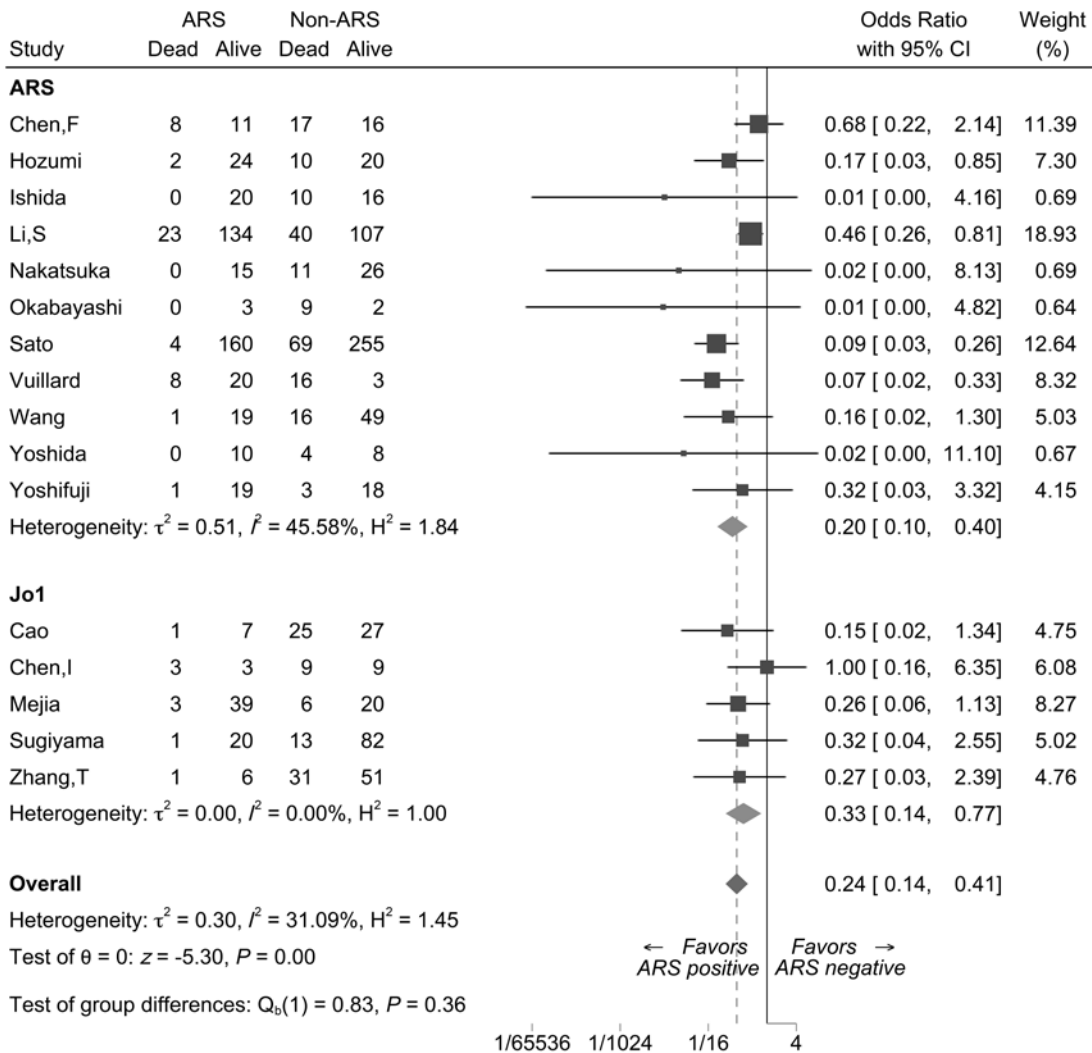 ARS Non-ARS Odds Ratio Weight
Study Dead Alive Dead Alive with 95% CI (%)
ARS
Chen,F 8 11 17 16 0.68 [ 0.22, 2.14] 11.39
Hozumi 2 24 10 20 0.17 [ 0.03, 0.85] 7.30
Ishida 0 20 10 16 0.01 [ 0.00, 4.16] 0.69
Li,S 23 134 40 107 0.46 [ 0.26, 0.81] 18.93
Nakatsuka 0 15 11 26 0.02 [ 0.00, 8.13] 0.69
Okabayashi 0 3 9 2 0.01 [ 0.00, 4.82] 0.64
Sato 4 160 69 255 0.09 [ 0.03, 0.26] 12.64
Vuillard 8 20 16 3 0.07 [ 0.02, 0.33] 8.32
Wang 1 19 16 49 0.16 [ 0.02, 1.30] 5.03
Yoshida 0 10 4 8 0.02 [ 0.00, 11.10] 0.67
Yoshifuji 1 19 3 18 0.32 [ 0.03, 3.32] 4.15
Heterogeneity: τ² = 0.51, I² = 45.58%, H² = 1.84 0.20 [ 0.10, 0.40]
Jo1
Cao 1 7 25 27 0.15 [ 0.02, 1.34] 4.75
Chen,I 3 3 9 9 1.00 [ 0.16, 6.35] 6.08
Mejia 3 39 6 20 0.26 [ 0.06, 1.13] 8.27
Sugiyama 1 20 13 82 0.32 [ 0.04, 2.55] 5.02
Zhang,T 1 6 31 51 0.27 [ 0.03, 2.39] 4.76
Heterogeneity: τ² = 0.00, I² = 0.00%, H² = 1.00 0.33 [ 0.14, 0.77]
Overall 0.24 [ 0.14, 0.41]
Heterogeneity: τ² = 0.30, I² = 31.09%, H² = 1.45
Test of θ = 0: z = -5.30, P = 0.00
← Favors Favors →
ARS positive ARS negative
Test of group differences: Q_b(1) = 0.83, P = 0.36
1/65536 1/1024 1/16 4